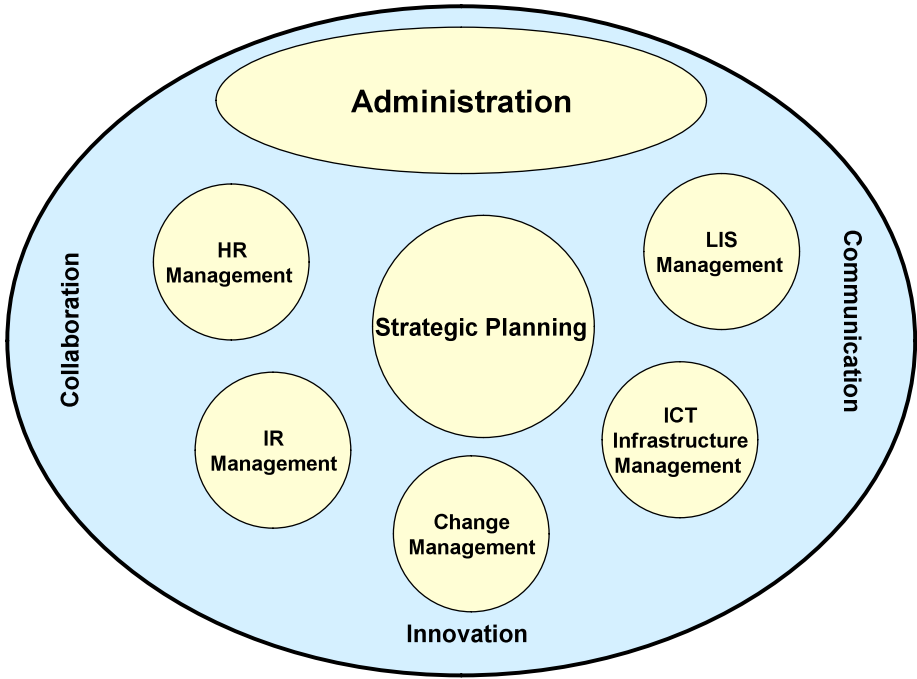 Administration
HR
Management
LIS
Management
Strategic Planning
Collaboration
Communication
IR
Management
ICT
Infrastructure
Management
Change
Management
Innovation